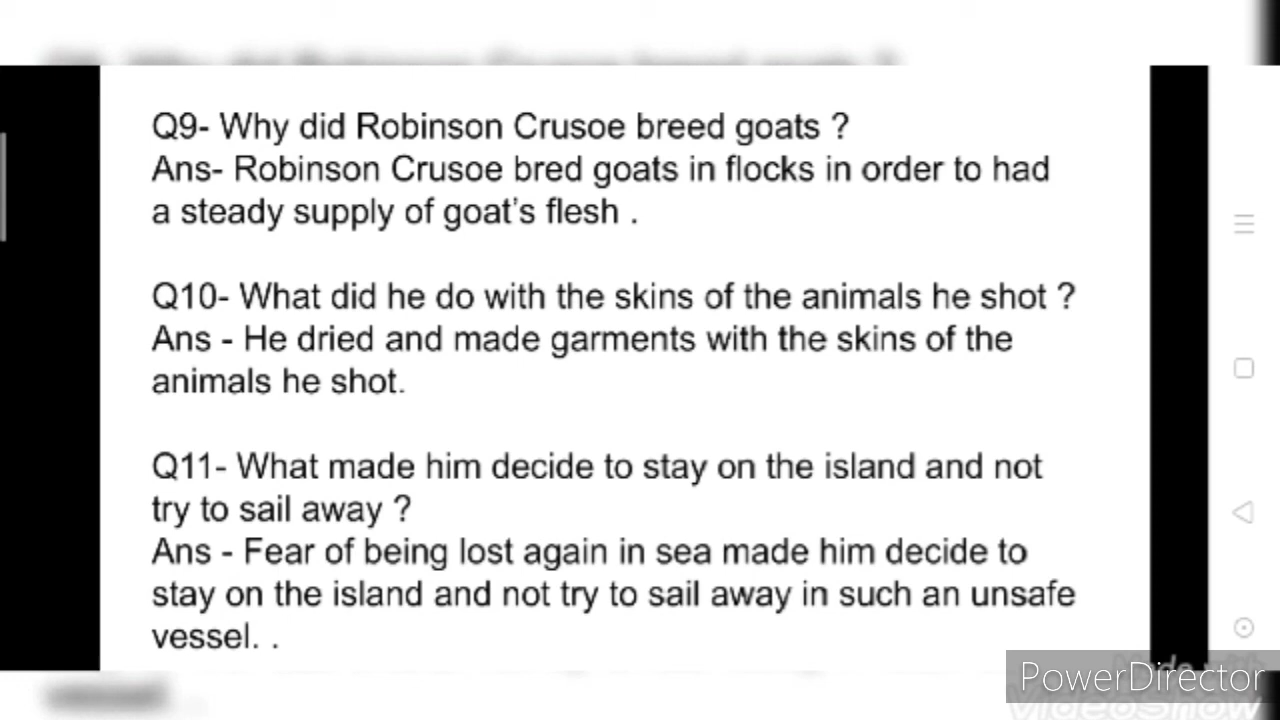 Q9- Why did Robinson Crusoe breed goats ?
Ans- Robinson Crusoe bred goats in flocks in order to had
a steady supply of goat's flesh .
Q10- What did he do with the skins of the animals he shot ?
Ans - He dried and made garments with the skins of the
animals he shot.
Q11- What made him decide to stay on the island and not
try to sail away ?
Ans - Fear of being lost again in sea made him decide to
stay on the island and not try to sail away in such an unsafe
vessel. .
PowerDirector
Made with
VideoShow